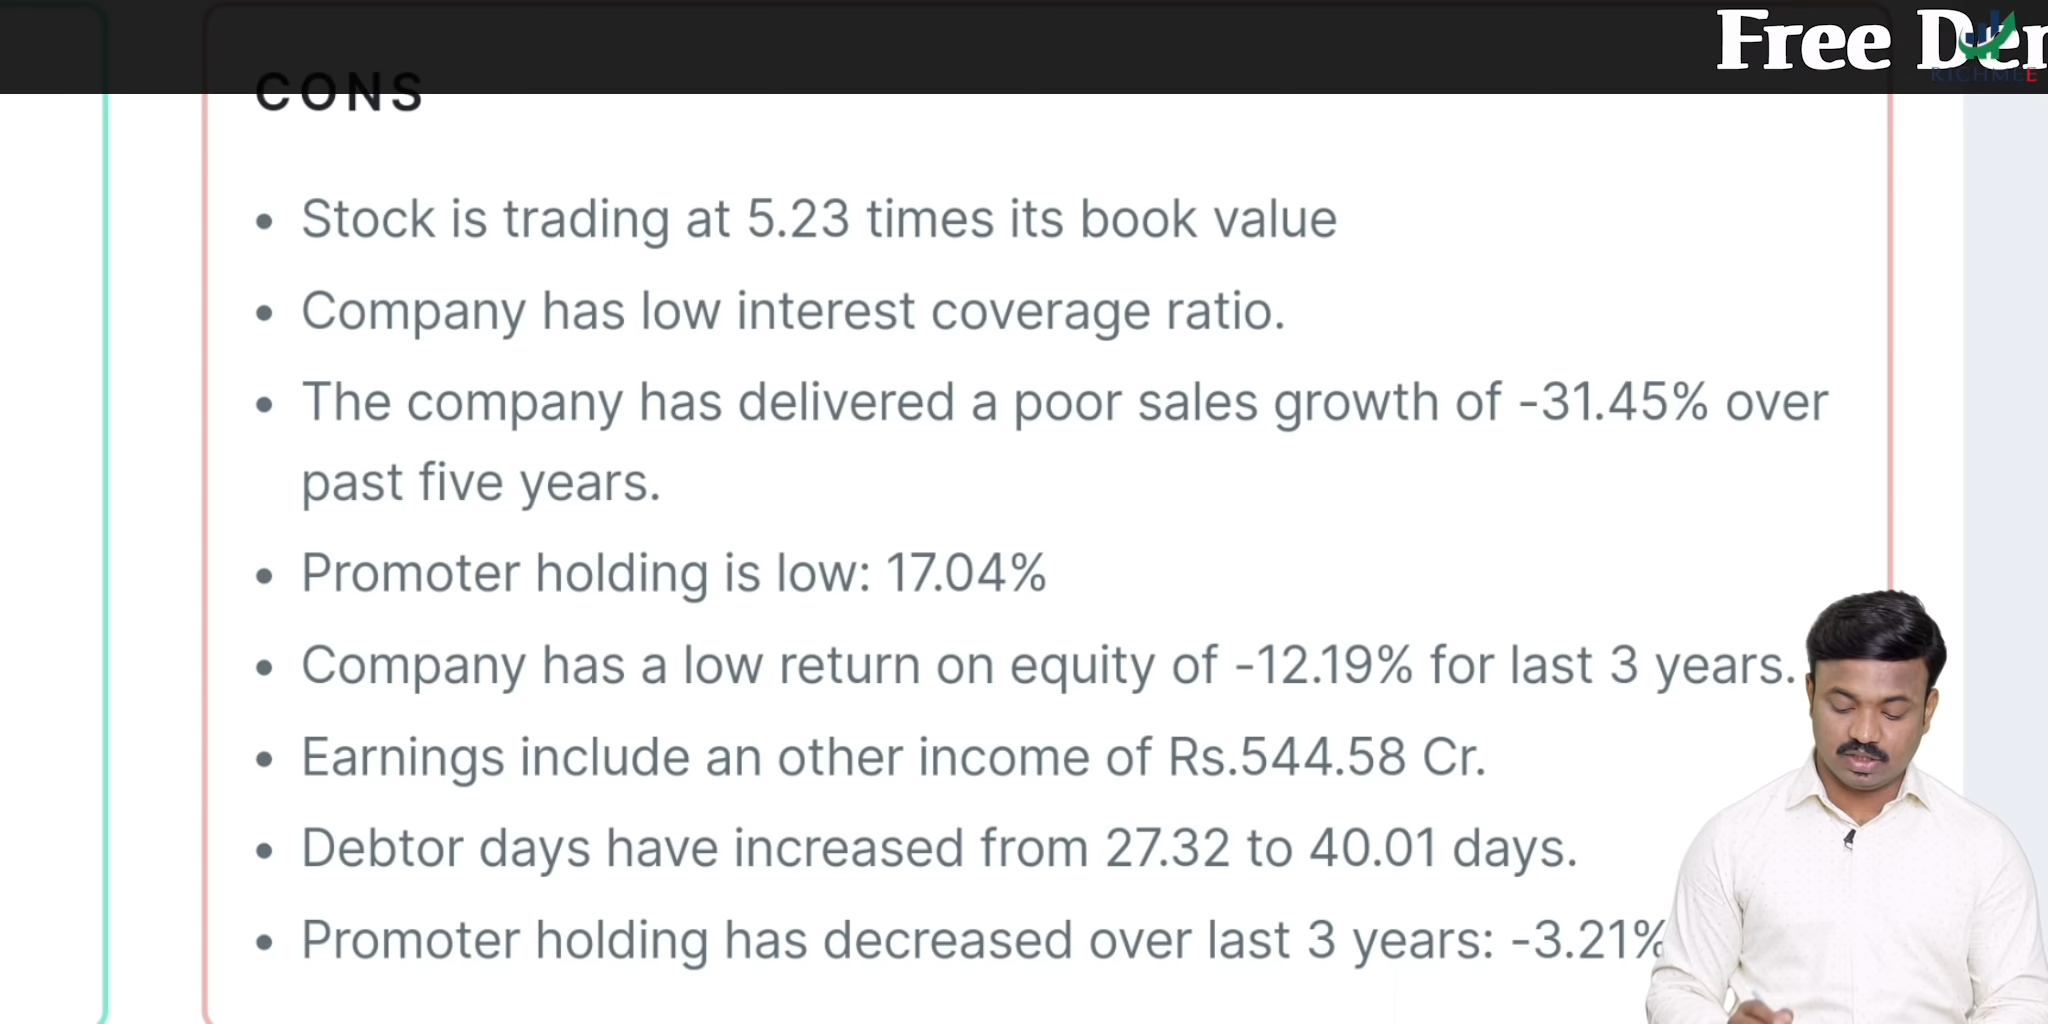 Free De
RICHMEE
CONS
• Stock is trading at 5.23 times its book value
• Company has low interest coverage ratio.
• The company has delivered a poor sales growth of -31.45% over
past five years.
• Promoter holding is low: 17.04%
• Company has a low return on equity of -12.19% for last 3 years.
• Earnings include an other income of Rs.544.58 Cr.
• Debtor days have increased from 27.32 to 40.01 days.
• Promoter holding has decreased over last 3 years: -3.21%